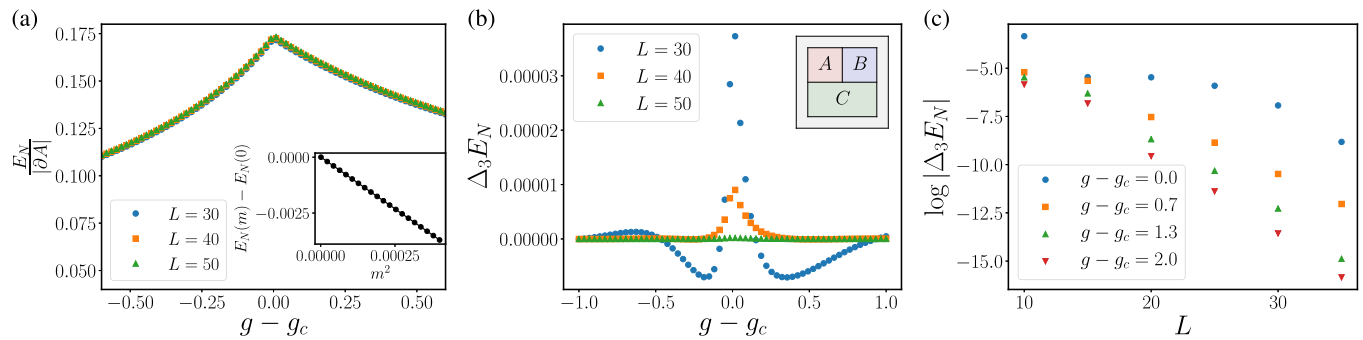 (a)
E_N / |∂A|
0.175
0.150
0.125
0.100
0.075
0.050
L = 30
L = 40
L = 50
E_N(m) − E_N(0)
0.0000
−0.0025
0.00000 0.00025
m²
−0.50 −0.25 0.00 0.25 0.50
g − g_c
(b)
Δ₃E_N
0.00003
0.00002
0.00001
0.00000
L = 30
L = 40
L = 50
A B
C
−1.0 −0.5 0.0 0.5 1.0
g − g_c
(c)
log |Δ₃E_N|
−5.0
−7.5
−10.0
−12.5
−15.0
g − g_c = 0.0
g − g_c = 0.7
g − g_c = 1.3
g − g_c = 2.0
10 20 30
L